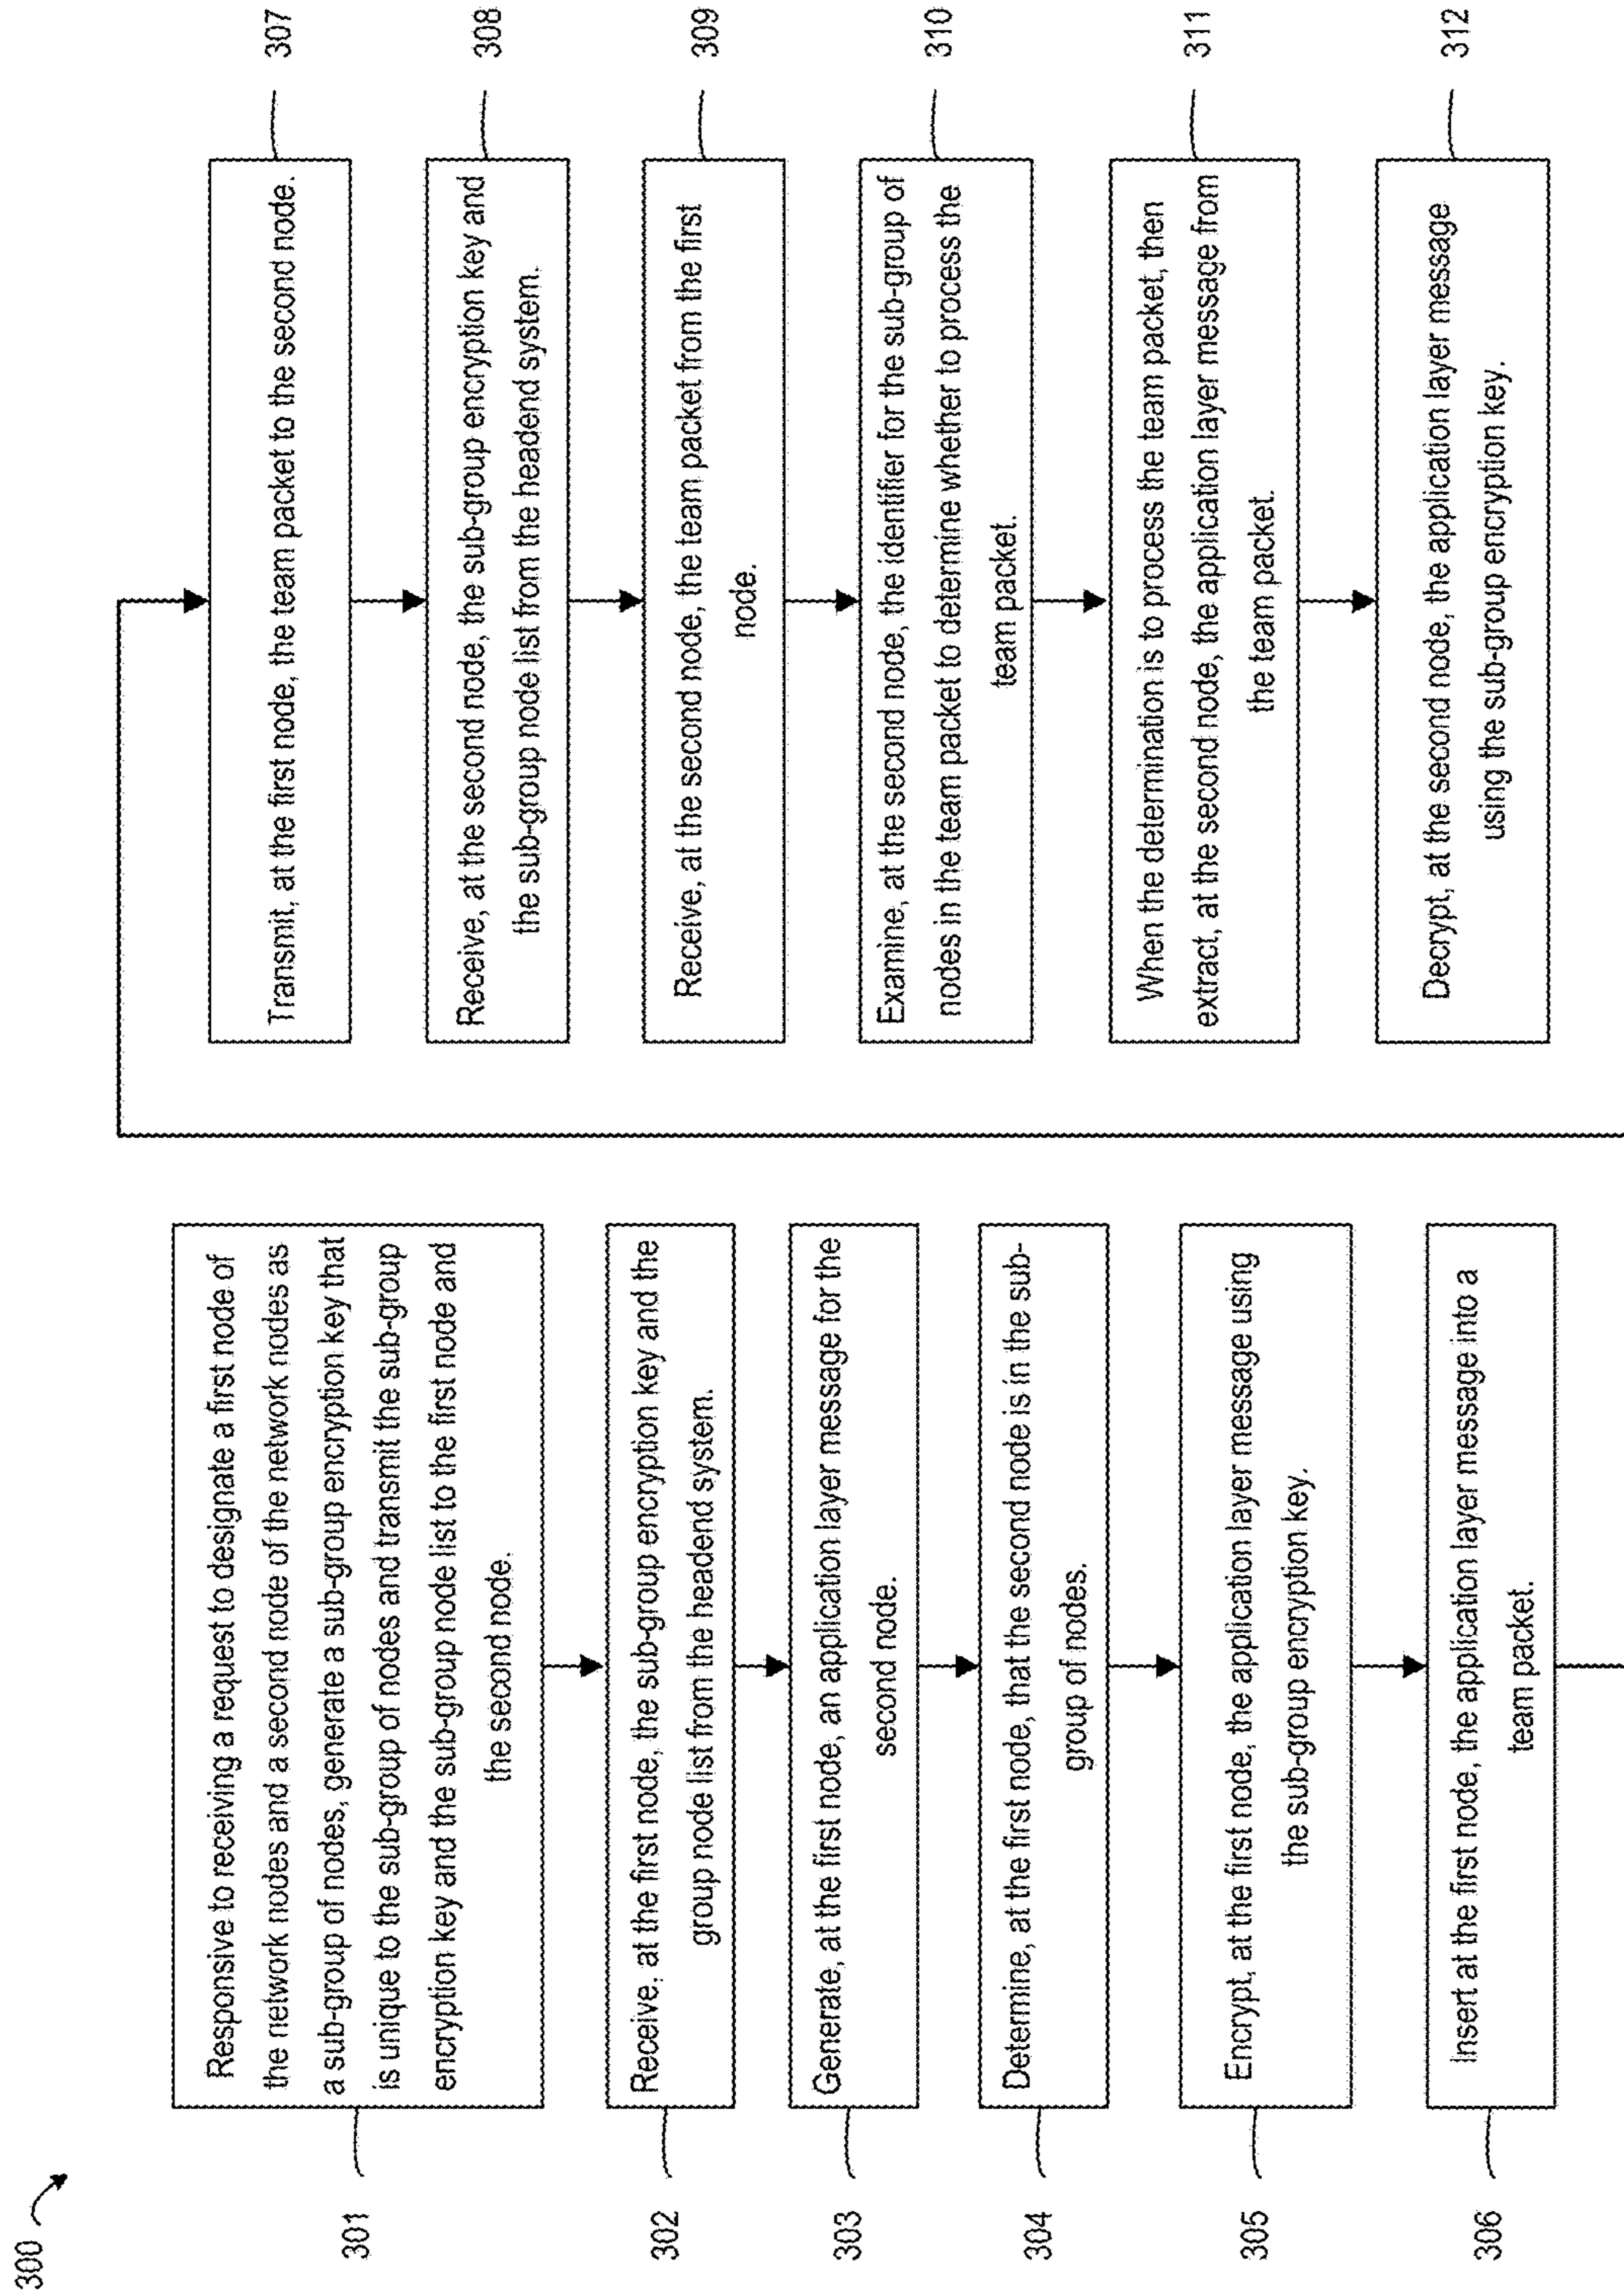 300
301
Responsive to receiving a request to designate a first node of
the network nodes and a second node of the network nodes as
a sub-group of nodes, generate a sub-group encryption key that
is unique to the sub-group of nodes and transmit the sub-group
encryption key and the sub-group node list to the first node and
the second node.
302
Receive, at the first node, the sub-group encryption key and the
group node list from the headend system.
303
Generate, at the first node, an application layer message for the
second node.
304
Determine, at the first node, that the second node is in the sub-
group of nodes.
305
Encrypt, at the first node, the application layer message using
the sub-group encryption key.
306
Insert at the first node, the application layer message into a
team packet.
Transmit, at the first node, the team packet to the second node.
307
Receive, at the second node, the sub-group encryption key and
the sub-group node list from the headend system.
308
Receive, at the second node, the team packet from the first
node.
309
Examine, at the second node, the identifier for the sub-group of
nodes in the team packet to determine whether to process the
team packet.
310
When the determination is to process the team packet, then
extract, at the second node, the application layer message from
the team packet.
311
Decrypt, at the second node, the application layer message
using the sub-group encryption key.
312